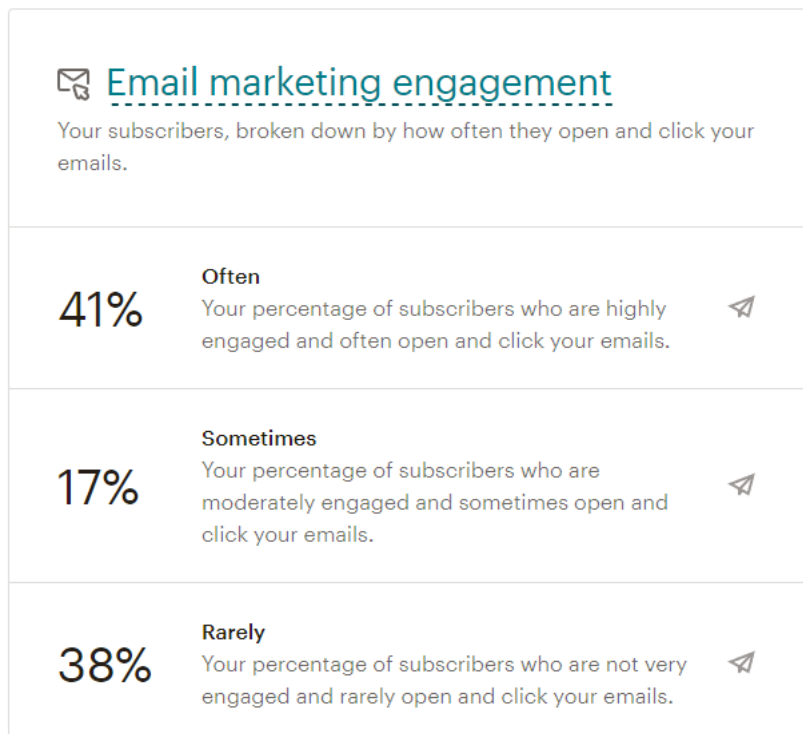 Email marketing engagement
Your subscribers, broken down by how often they open and click your
emails.
41%
Often
Your percentage of subscribers who are highly
engaged and often open and click your emails.
17%
Sometimes
Your percentage of subscribers who are
moderately engaged and sometimes open and
click your emails.
38%
Rarely
Your percentage of subscribers who are not very
engaged and rarely open and click your emails.